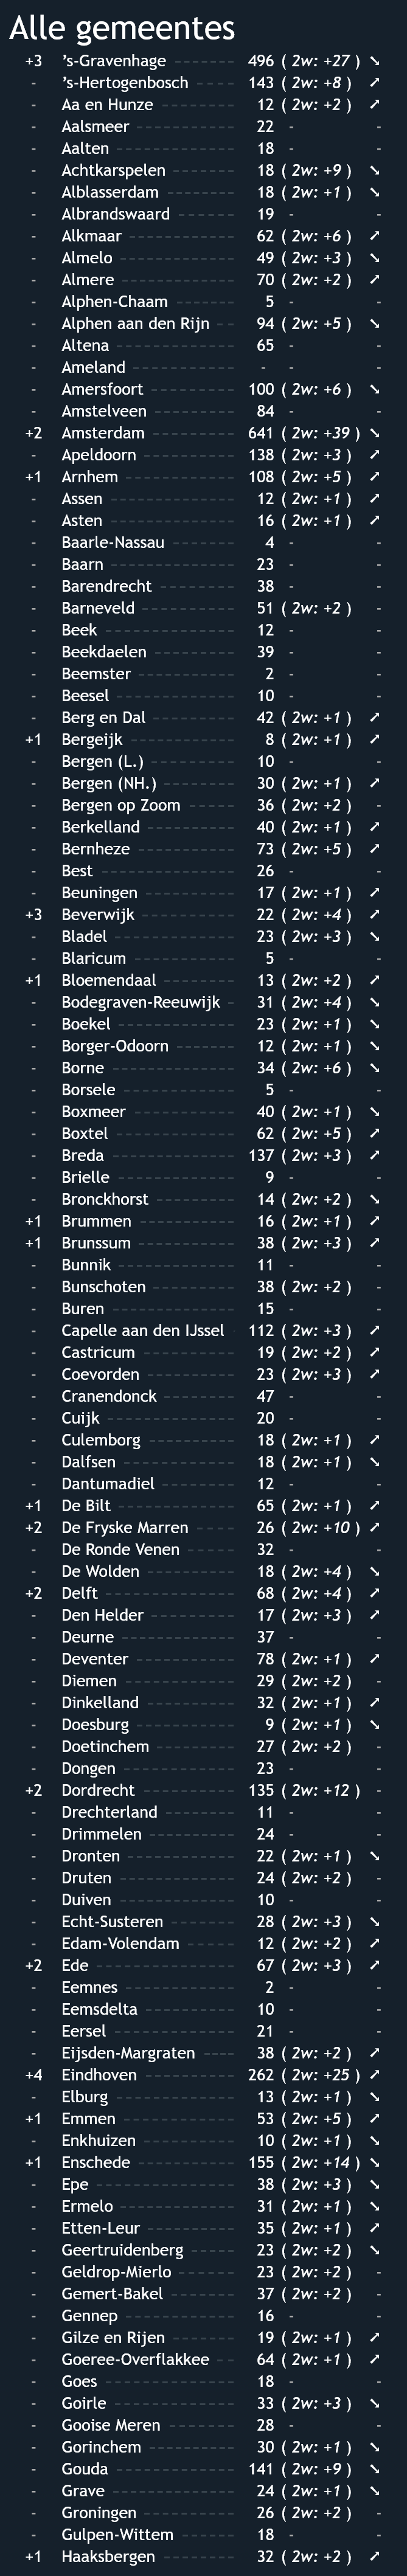 Alle gemeentes
+3 's-Gravenhage 496 ( 2w: +27 ) ➘
- 's-Hertogenbosch 143 ( 2w: +8 ) ➚
- Aa en Hunze 12 ( 2w: +2 ) ➚
- Aalsmeer 22 - -
- Aalten 18 - -
- Achtkarspelen 18 ( 2w: +9 ) ➘
- Alblasserdam 18 ( 2w: +1 ) ➘
- Albrandswaard 19 - -
- Alkmaar 62 ( 2w: +6 ) ➚
- Almelo 49 ( 2w: +3 ) ➘
- Almere 70 ( 2w: +2 ) ➚
- Alphen-Chaam 5 - -
- Alphen aan den Rijn 94 ( 2w: +5 ) ➘
- Altena 65 - -
- Ameland - - -
- Amersfoort 100 ( 2w: +6 ) ➘
- Amstelveen 84 - -
+2 Amsterdam 641 ( 2w: +39 ) ➘
- Apeldoorn 138 ( 2w: +3 ) ➚
+1 Arnhem 108 ( 2w: +5 ) ➚
- Assen 12 ( 2w: +1 ) ➚
- Asten 16 ( 2w: +1 ) ➚
- Baarle-Nassau 4 - -
- Baarn 23 - -
- Barendrecht 38 - -
- Barneveld 51 ( 2w: +2 ) -
- Beek 12 - -
- Beekdaelen 39 - -
- Beemster 2 - -
- Beesel 10 - -
- Berg en Dal 42 ( 2w: +1 ) ➚
+1 Bergeijk 8 ( 2w: +1 ) ➚
- Bergen (L.) 10 - -
- Bergen (NH.) 30 ( 2w: +1 ) ➚
- Bergen op Zoom 36 ( 2w: +2 ) -
- Berkelland 40 ( 2w: +1 ) ➚
- Bernheze 73 ( 2w: +5 ) ➚
- Best 26 - -
- Beuningen 17 ( 2w: +1 ) ➚
+3 Beverwijk 22 ( 2w: +4 ) ➚
- Bladel 23 ( 2w: +3 ) ➘
- Blaricum 5 - -
+1 Bloemendaal 13 ( 2w: +2 ) ➚
- Bodegraven-Reeuwijk 31 ( 2w: +4 ) ➘
- Boekel 23 ( 2w: +1 ) ➘
- Borger-Odoorn 12 ( 2w: +1 ) ➘
- Borne 34 ( 2w: +6 ) ➘
- Borsele 5 - -
- Boxmeer 40 ( 2w: +1 ) ➘
- Boxtel 62 ( 2w: +5 ) ➚
- Breda 137 ( 2w: +3 ) ➚
- Brielle 9 - -
- Bronckhorst 14 ( 2w: +2 ) ➘
+1 Brummen 16 ( 2w: +1 ) ➚
+1 Brunssum 38 ( 2w: +3 ) ➚
- Bunnik 11 - -
- Bunschoten 38 ( 2w: +2 ) -
- Buren 15 - -
- Capelle aan den IJssel 112 ( 2w: +3 ) ➚
- Castricum 19 ( 2w: +2 ) ➚
- Coevorden 23 ( 2w: +3 ) ➚
- Cranendonck 47 - -
- Cuijk 20 - -
- Culemborg 18 ( 2w: +1 ) ➚
- Dalfsen 18 ( 2w: +1 ) ➘
- Dantumadiel 12 - -
+1 De Bilt 65 ( 2w: +1 ) ➚
+2 De Fryske Marren 26 ( 2w: +10 ) ➚
- De Ronde Venen 32 - -
- De Wolden 18 ( 2w: +4 ) ➘
+2 Delft 68 ( 2w: +4 ) ➚
- Den Helder 17 ( 2w: +3 ) ➚
- Deurne 37 - -
- Deventer 78 ( 2w: +1 ) ➚
- Diemen 29 ( 2w: +2 ) -
- Dinkelland 32 ( 2w: +1 ) ➚
- Doesburg 9 ( 2w: +1 ) ➘
- Doetinchem 27 ( 2w: +2 ) -
- Dongen 23 - -
+2 Dordrecht 135 ( 2w: +12 ) -
- Drechterland 11 - -
- Drimmelen 24 - -
- Dronten 22 ( 2w: +1 ) ➘
- Druten 24 ( 2w: +2 ) -
- Duiven 10 - -
- Echt-Susteren 28 ( 2w: +3 ) ➘
- Edam-Volendam 12 ( 2w: +2 ) ➚
+2 Ede 67 ( 2w: +3 ) ➚
- Eemnes 2 - -
- Eemsdelta 10 - -
- Eersel 21 - -
- Eijsden-Margraten 38 ( 2w: +2 ) ➚
+4 Eindhoven 262 ( 2w: +25 ) ➚
- Elburg 13 ( 2w: +1 ) ➘
+1 Emmen 53 ( 2w: +5 ) ➚
- Enkhuizen 10 ( 2w: +1 ) ➘
+1 Enschede 155 ( 2w: +14 ) ➘
- Epe 38 ( 2w: +3 ) ➘
- Ermelo 31 ( 2w: +1 ) ➘
- Etten-Leur 35 ( 2w: +1 ) ➚
- Geertruidenberg 23 ( 2w: +2 ) ➘
- Geldrop-Mierlo 23 ( 2w: +2 ) -
- Gemert-Bakel 37 ( 2w: +2 ) -
- Gennep 16 - -
- Gilze en Rijen 19 ( 2w: +1 ) ➚
- Goeree-Overflakkee 64 ( 2w: +1 ) ➚
- Goes 18 - -
- Goirle 33 ( 2w: +3 ) ➘
- Gooise Meren 28 - -
- Gorinchem 30 ( 2w: +1 ) ➘
- Gouda 141 ( 2w: +9 ) ➘
- Grave 24 ( 2w: +1 ) ➘
- Groningen 26 ( 2w: +2 ) -
- Gulpen-Wittem 18 - -
+1 Haaksbergen 32 ( 2w: +2 ) ➚